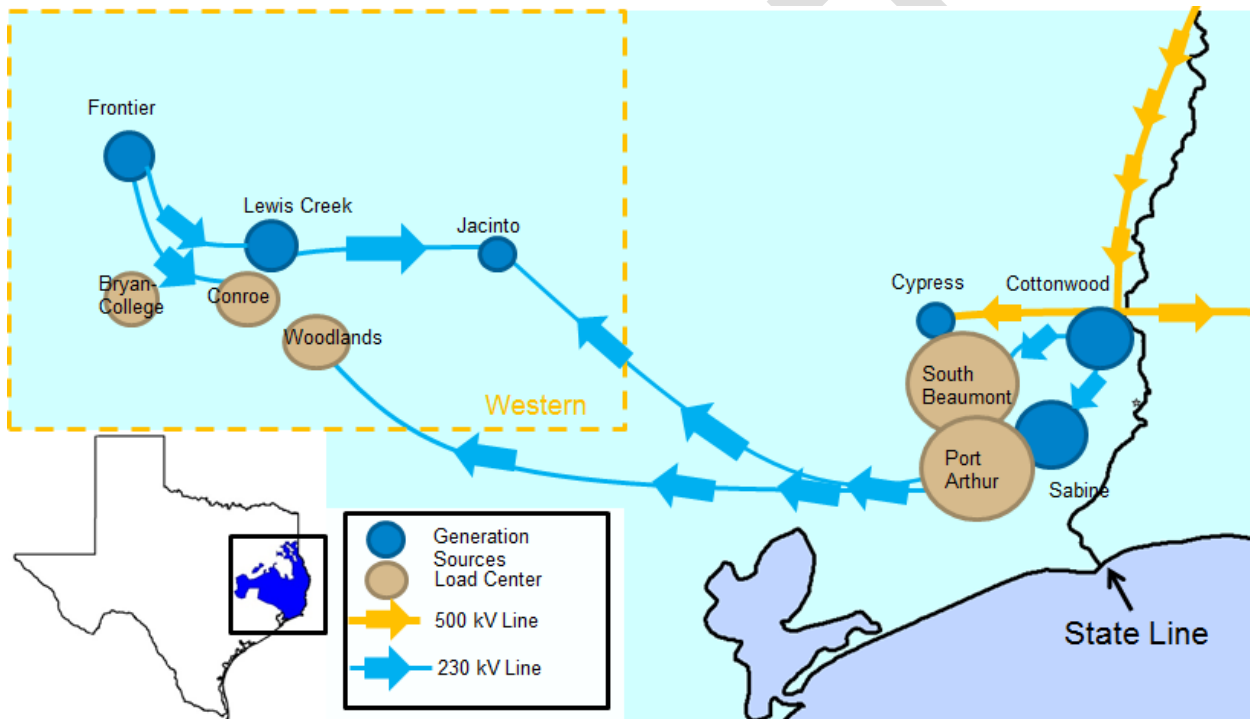 Frontier
Lewis Creek
Jacinto
Bryan-
College
Conroe
Woodlands
Western
Cypress
Cottonwood
South
Beaumont
Port
Arthur
Sabine
Generation
Sources
Load Center
500 kV Line
230 kV Line
State Line